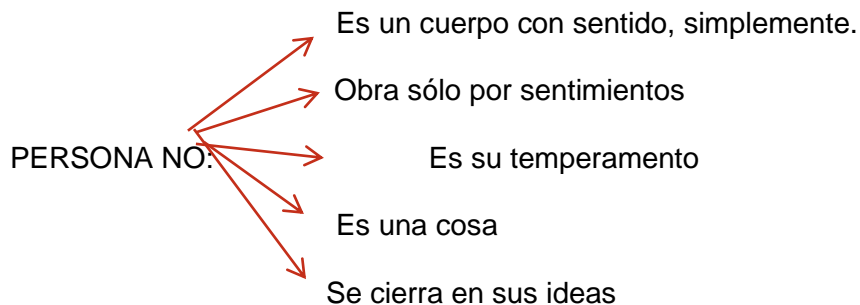 Es un cuerpo con sentido, simplemente.
Obra sólo por sentimientos
PERSONA NO:
Es su temperamento
Es una cosa
Se cierra en sus ideas